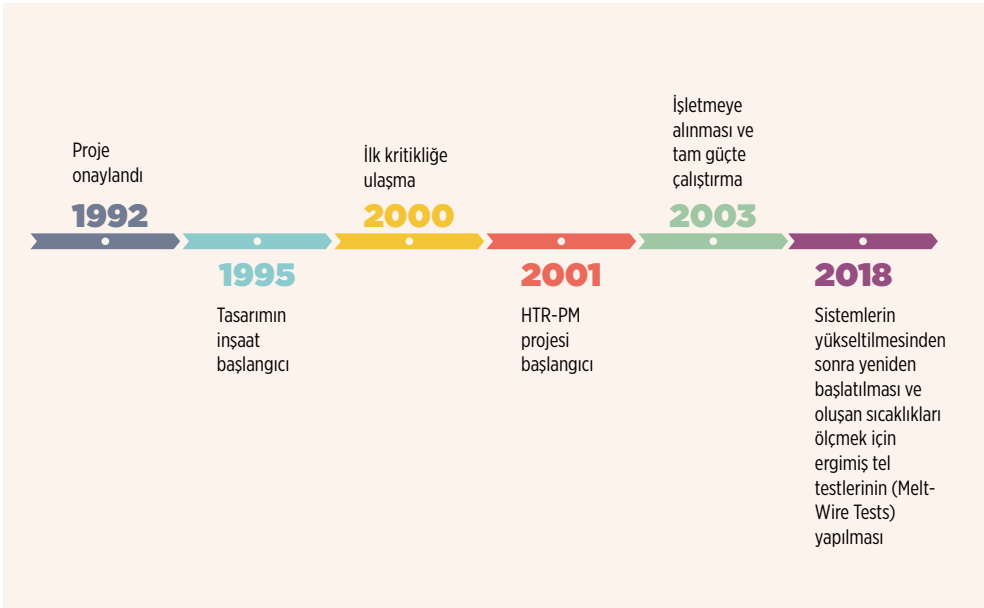 Proje
onaylandı
1992
1995
Tasarımın
inşaat
başlangıcı
İlk kritikliğe
ulaşma
2000
2001
HTR-PM
projesi
başlangıcı
İşletmeye
alınması ve
tam güçte
çalıştırma
2003
2018
Sistemlerin
yükseltilmesinden
sonra yeniden
başlatılması ve
oluşan sıcaklıkları
ölçmek için
ergimiş tel
testlerinin (Melt-
Wire Tests)
yapılması